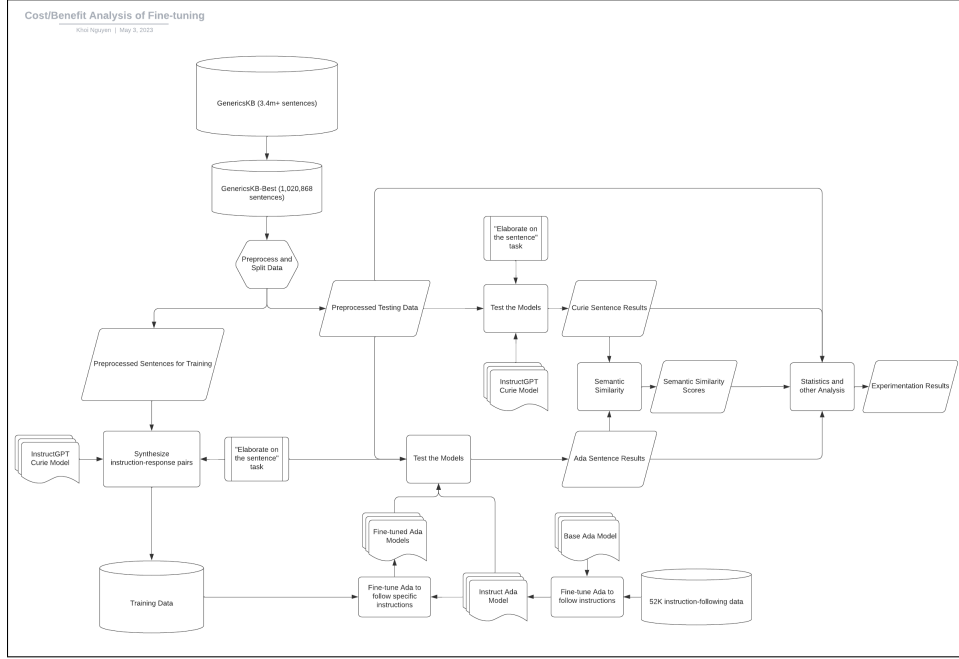 Cost/Benefit Analysis of Fine-tuning
Khoi Nguyen | May 3, 2023
GenericsKB (3.4m+ sentences)
GenericsKB-Best (1,020,868
sentences)
Preprocess and
Split Data
"Elaborate on
the sentence"
task
Preprocessed Testing Data
Test the Models
Curie Sentence Results
Preprocessed Sentences for Training
InstructGPT
Curie Model
Semantic
Similarity
Semantic Similarity
Scores
Statistics and
other Analysis
Experimentation Results
InstructGPT
Curie Model
Synthesize
instruction-response pairs
"Elaborate on
the sentence"
task
Test the Models
Ada Sentence Results
Fine-tuned Ada
Models
Base Ada Model
Training Data
Fine-tune Ada to
follow specific
instructions
Instruct Ada
Model
Fine-tune Ada to
follow instructions
52K instruction-following data